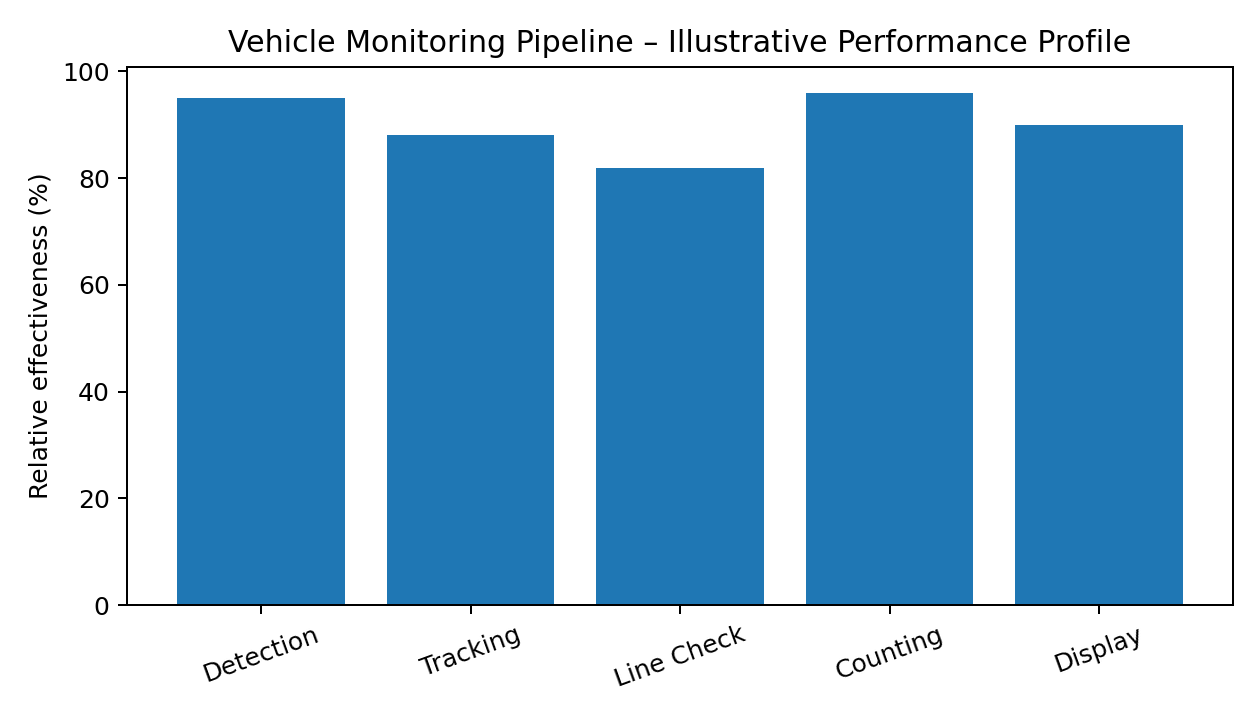 Vehicle Monitoring Pipeline – Illustrative Performance Profile
Relative effectiveness (%)
100
80
60
40
20
0
Detection
Tracking
Line Check
Counting
Display